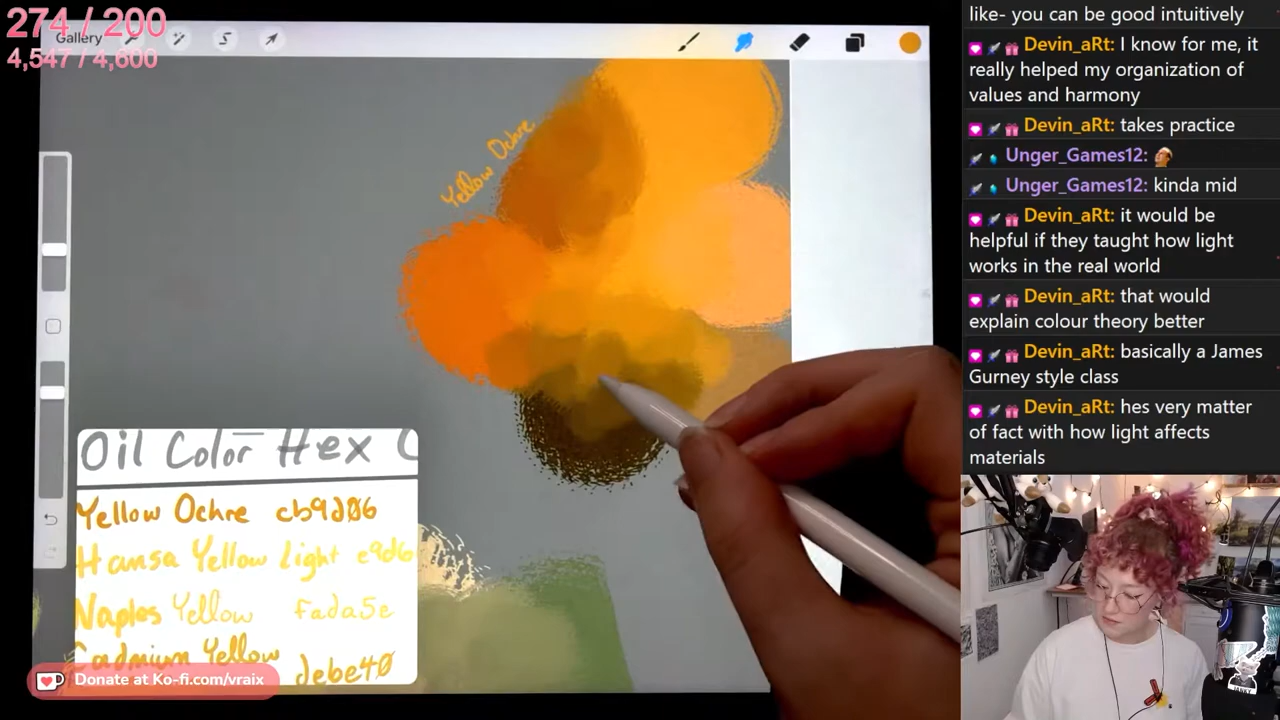 274 / 200
4,547 / 4,600
Gallery
Yellow Ochre
Oil Color Hex C
Yellow Ochre cb9d06
Hansa Yellow Light e9d6
Naples Yellow fada5e
Cadmium Yellow debe40
Donate at Ko-fi.com/vraix
like- you can be good intuitively
Devin_aRt: I know for me, it
really helped my organization of
values and harmony
Devin_aRt: takes practice
Unger_Games12:
Unger_Games12: kinda mid
Devin_aRt: it would be
helpful if they taught how light
works in the real world
Devin_aRt: that would
explain colour theory better
Devin_aRt: basically a James
Gurney style class
Devin_aRt: hes very matter
of fact with how light affects
materials